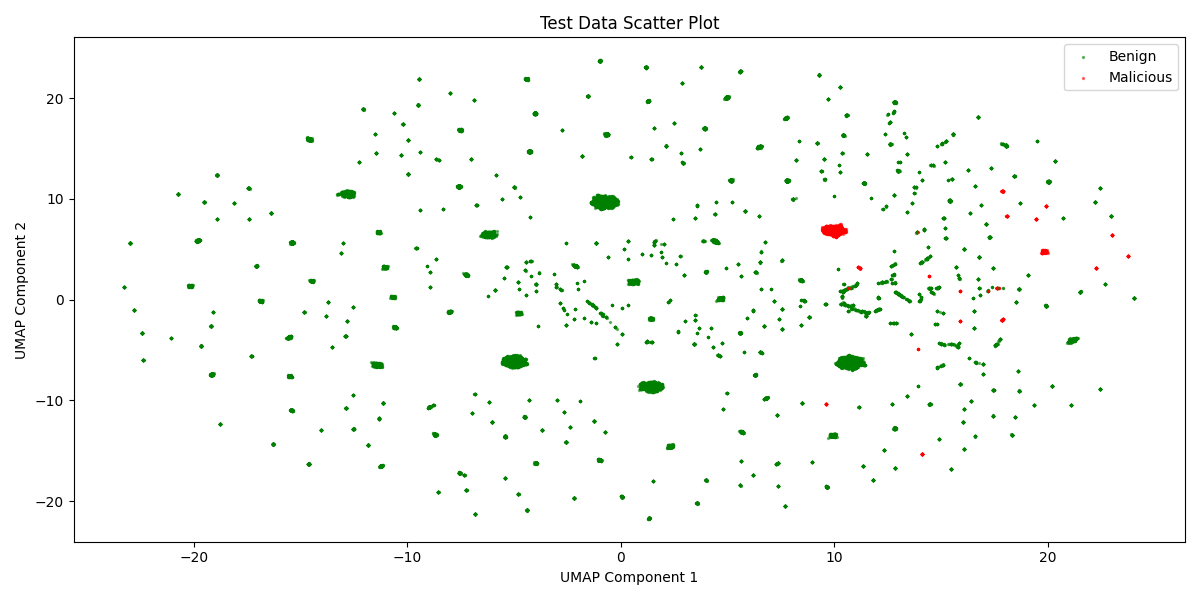 Test Data Scatter Plot
Benign
Malicious
UMAP Component 2
20
10
0
−10
−20
−20
−10
0
10
20
UMAP Component 1